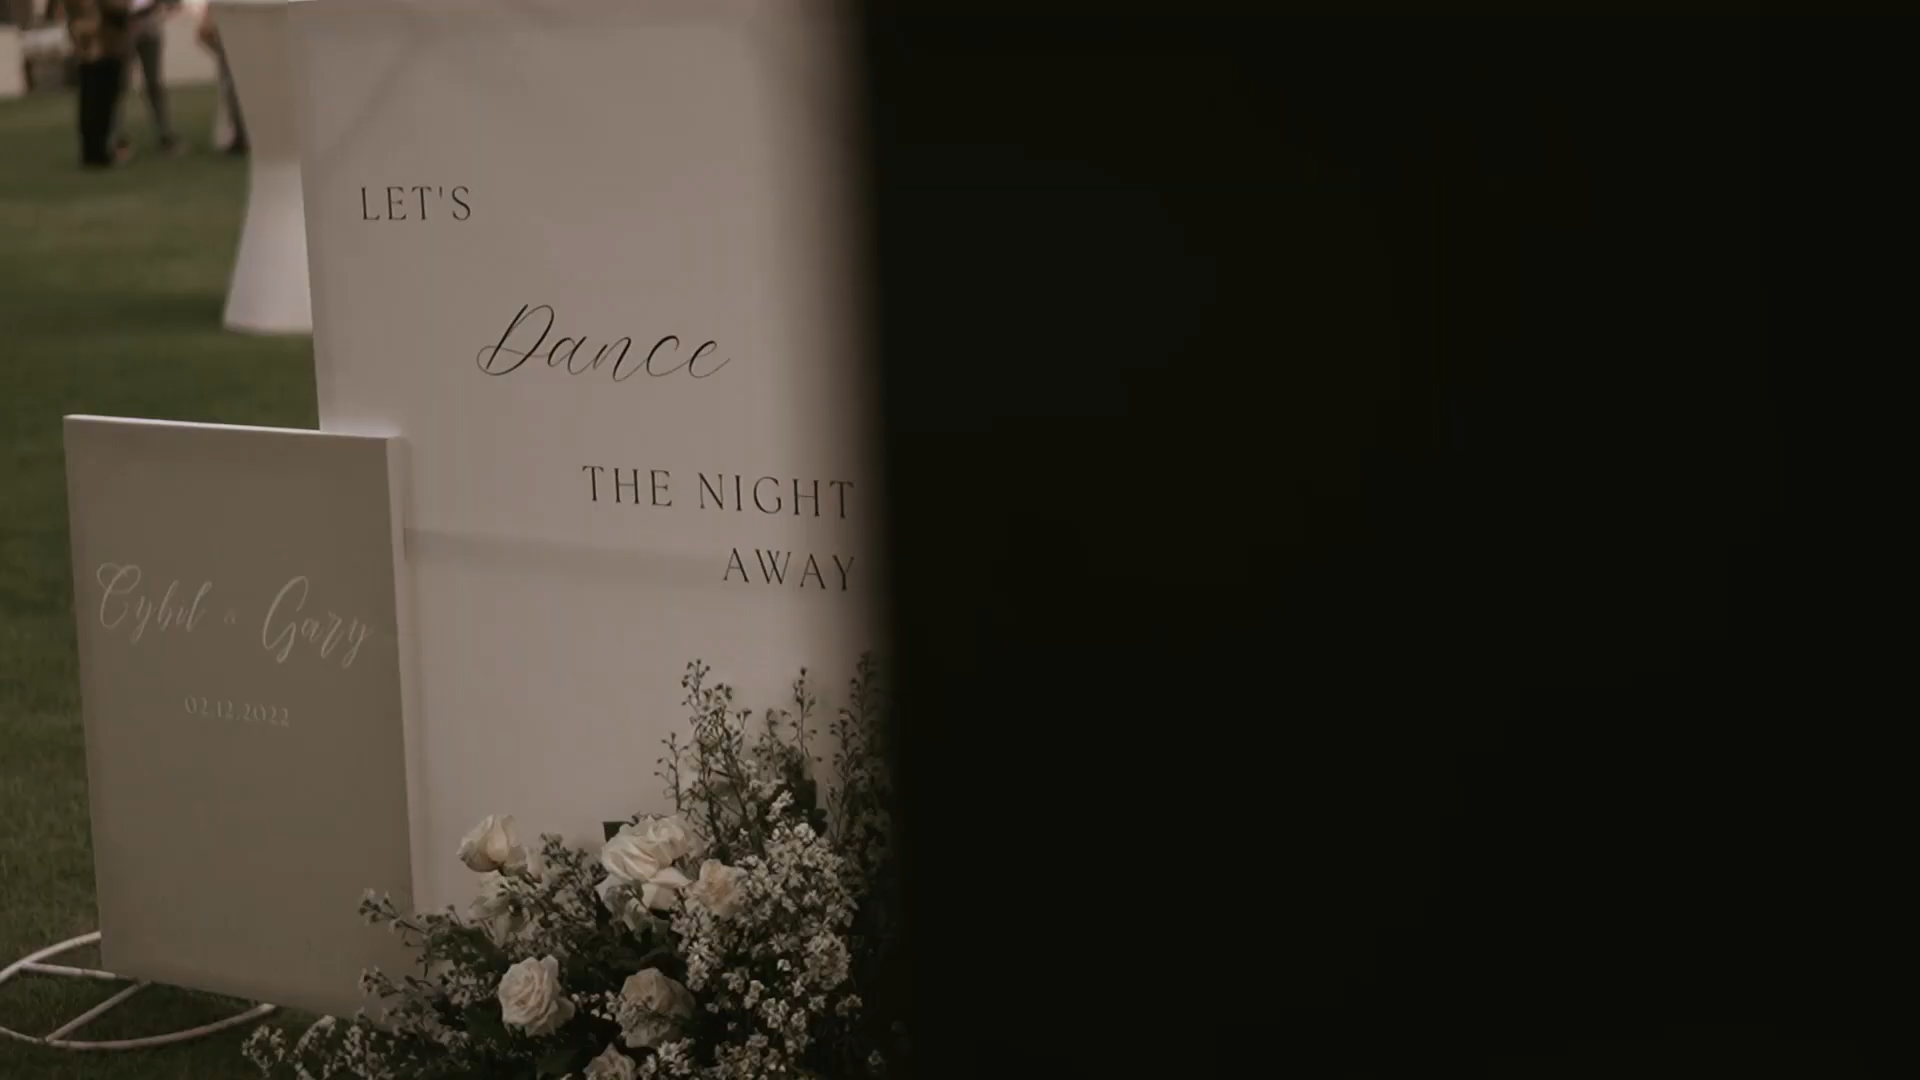 LET'S
Dance
THE NIGHT
AWAY
Cybil & Gary
02.12.2022